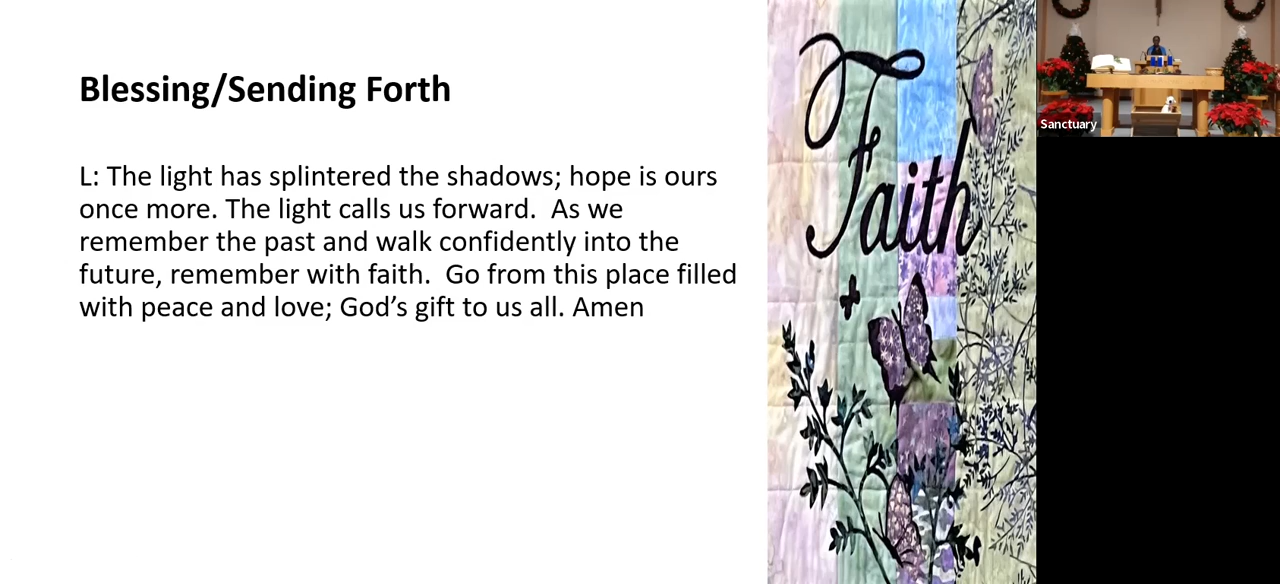 Blessing/Sending Forth
L: The light has splintered the shadows; hope is ours
once more. The light calls us forward.  As we
remember the past and walk confidently into the
future, remember with faith.  Go from this place filled
with peace and love; God’s gift to us all. Amen
Faith
Sanctuary